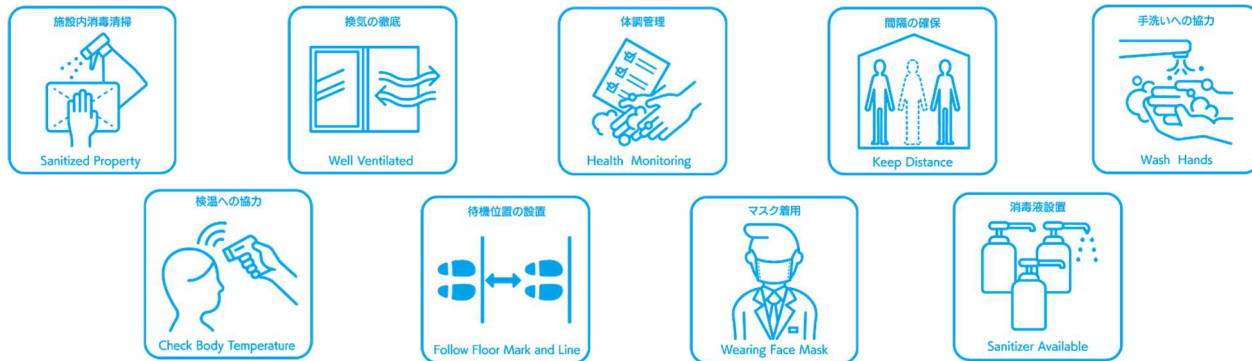 施設内消毒清掃
Sanitized Property
換気の徹底
Well Ventilated
体調管理
Health Monitoring
間隔の確保
Keep Distance
手洗いへの協力
Wash Hands
検温への協力
Check Body Temperature
待機位置の設置
Follow Floor Mark and Line
マスク着用
Wearing Face Mask
消毒液設置
Sanitizer Available